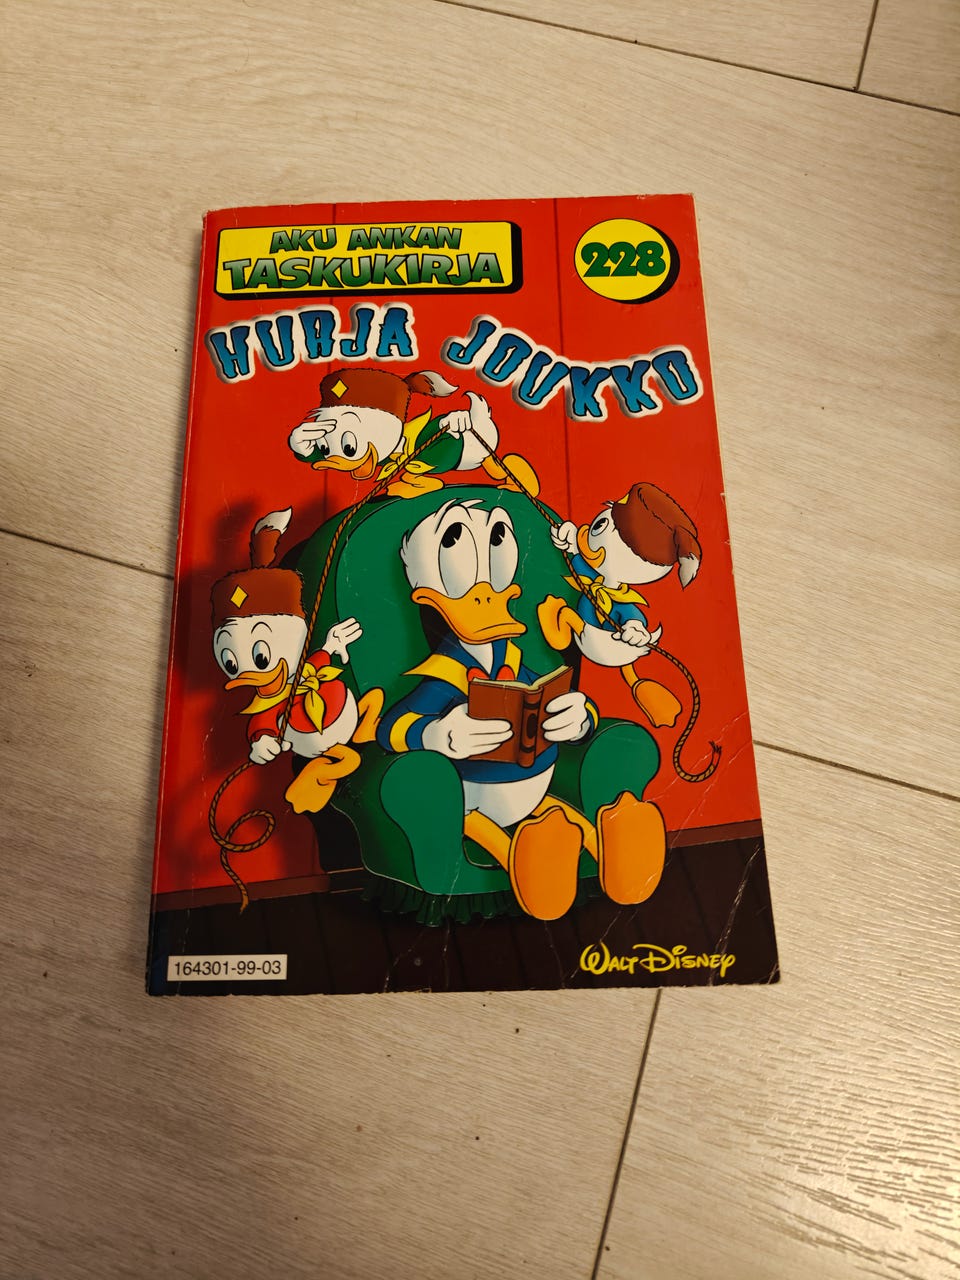 AKU ANKAN
TASKUKIRJA
228
HURJA JOUKKO
164301-99-03
WALT DISNEY